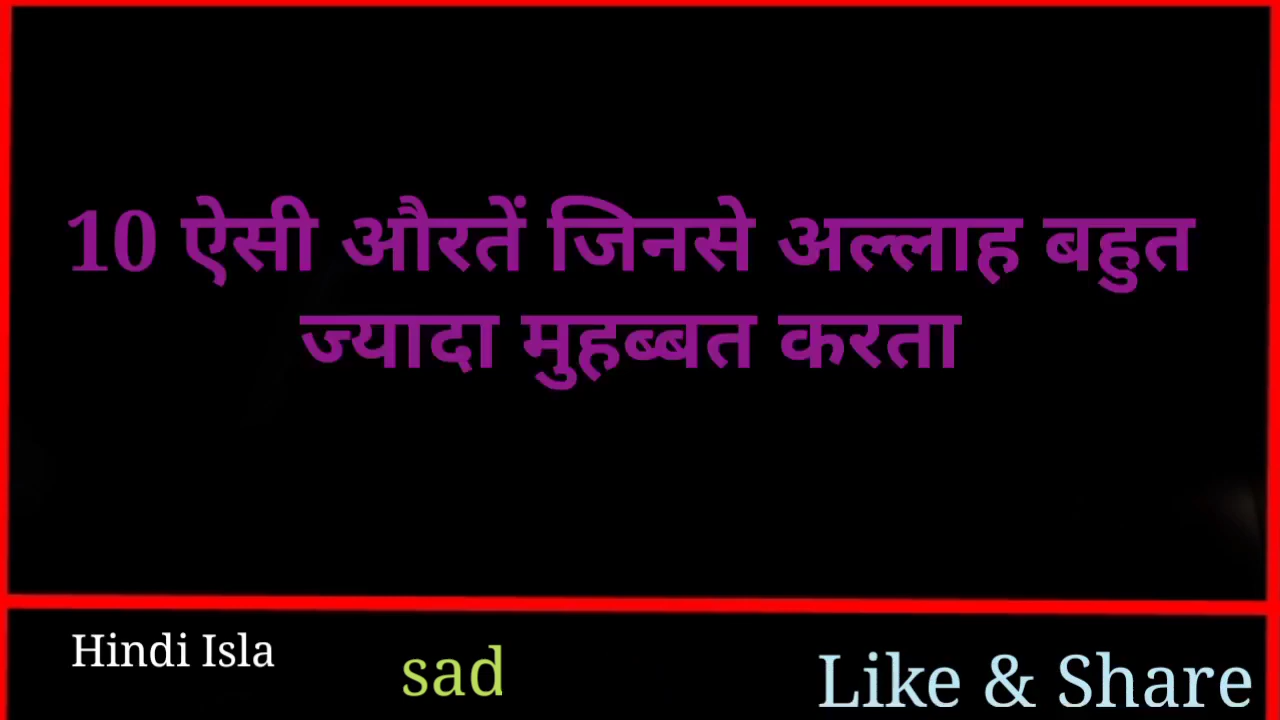 10 ऐसी औरतें जिनसे अल्लाह बहुत
ज्यादा मुहब्बत करता
Hindi Isla
sad
Like & Share